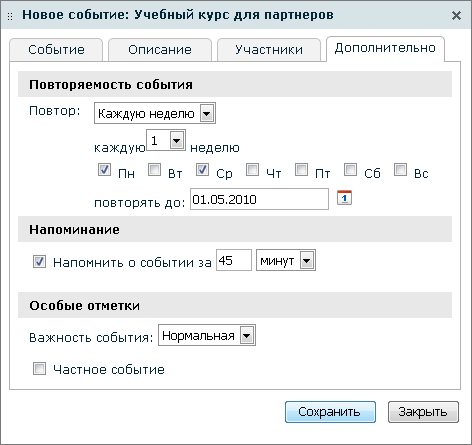 Новое событие: Учебный курс для партнеров
Событие Описание Участники Дополнительно
Повторяемость события
Повтор: Каждую неделю
каждую 1 неделю
Пн Вт Ср Чт Пт Сб Вс
повторять до: 01.05.2010 1
Напоминание
Напомнить о событии за 45 минут
Особые отметки
Важность события: Нормальная
Частное событие
Сохранить Закрыть